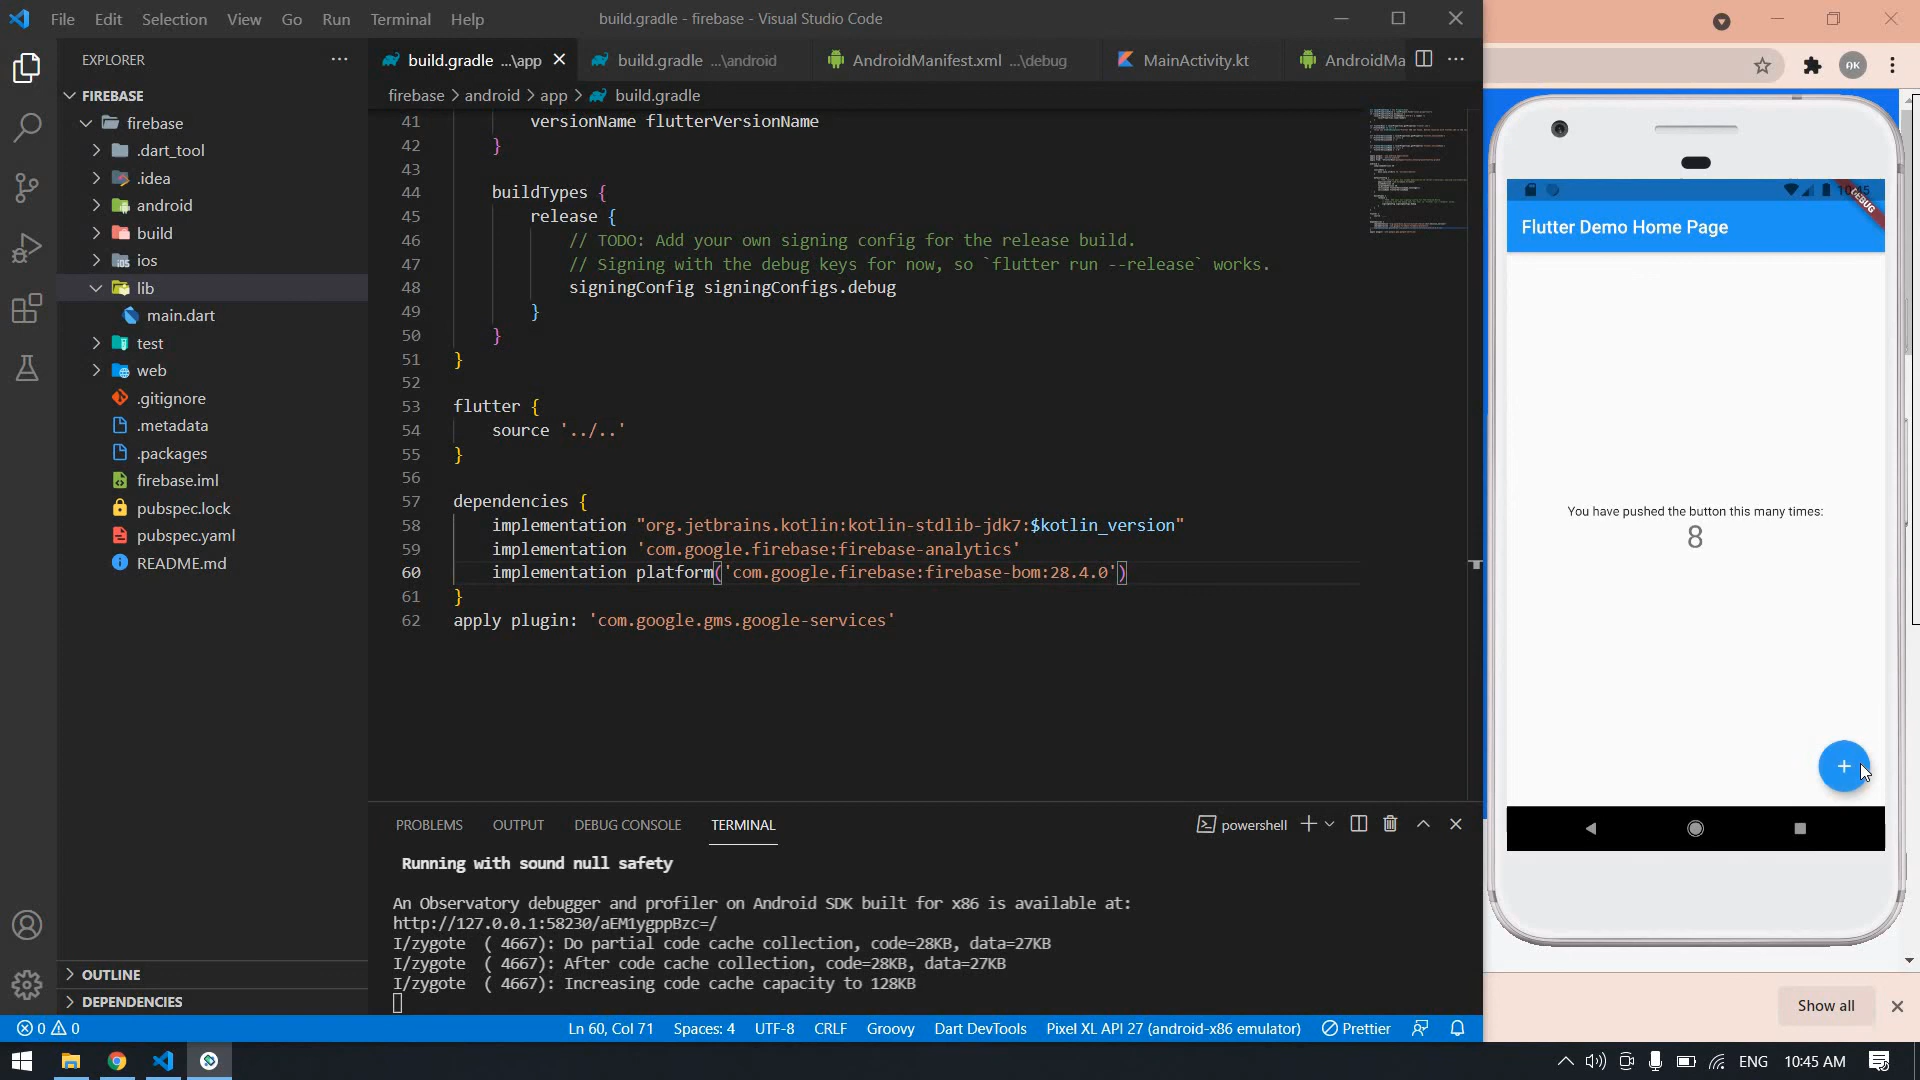 File Edit Selection View Go Run Terminal Help
build.gradle - firebase - Visual Studio Code
EXPLORER
FIREBASE
firebase
.dart_tool
.idea
android
build
ios
lib
main.dart
test
web
.gitignore
.metadata
.packages
firebase.iml
pubspec.lock
pubspec.yaml
README.md
OUTLINE
DEPENDENCIES
build.gradle ...\app
build.gradle ...\android
AndroidManifest.xml ...\debug
MainActivity.kt
AndroidMa
firebase > android > app > build.gradle
41 versionName flutterVersionName
42 }
43
44 buildTypes {
45 release {
46 // TODO: Add your own signing config for the release build.
47 // Signing with the debug keys for now, so `flutter run --release` works.
48 signingConfig signingConfigs.debug
49 }
50 }
51 }
52
53 flutter {
54 source '../..'
55 }
56
57 dependencies {
58 implementation "org.jetbrains.kotlin:kotlin-stdlib-jdk7:$kotlin_version"
59 implementation 'com.google.firebase:firebase-analytics'
60 implementation platform('com.google.firebase:firebase-bom:28.4.0')
61 }
62 apply plugin: 'com.google.gms.google-services'
PROBLEMS OUTPUT DEBUG CONSOLE TERMINAL
powershell
Running with sound null safety
An Observatory debugger and profiler on Android SDK built for x86 is available at:
http://127.0.0.1:58230/aEM1ygppBzc=/
I/zygote  ( 4667): Do partial code cache collection, code=28KB, data=27KB
I/zygote  ( 4667): After code cache collection, code=28KB, data=27KB
I/zygote  ( 4667): Increasing code cache capacity to 128KB
0 0
Ln 60, Col 71 Spaces: 4 UTF-8 CRLF Groovy Dart DevTools Pixel XL API 27 (android-x86 emulator) Prettier
AK
10:45
DEBUG
Flutter Demo Home Page
You have pushed the button this many times:
8
Show all
ENG 10:45 AM